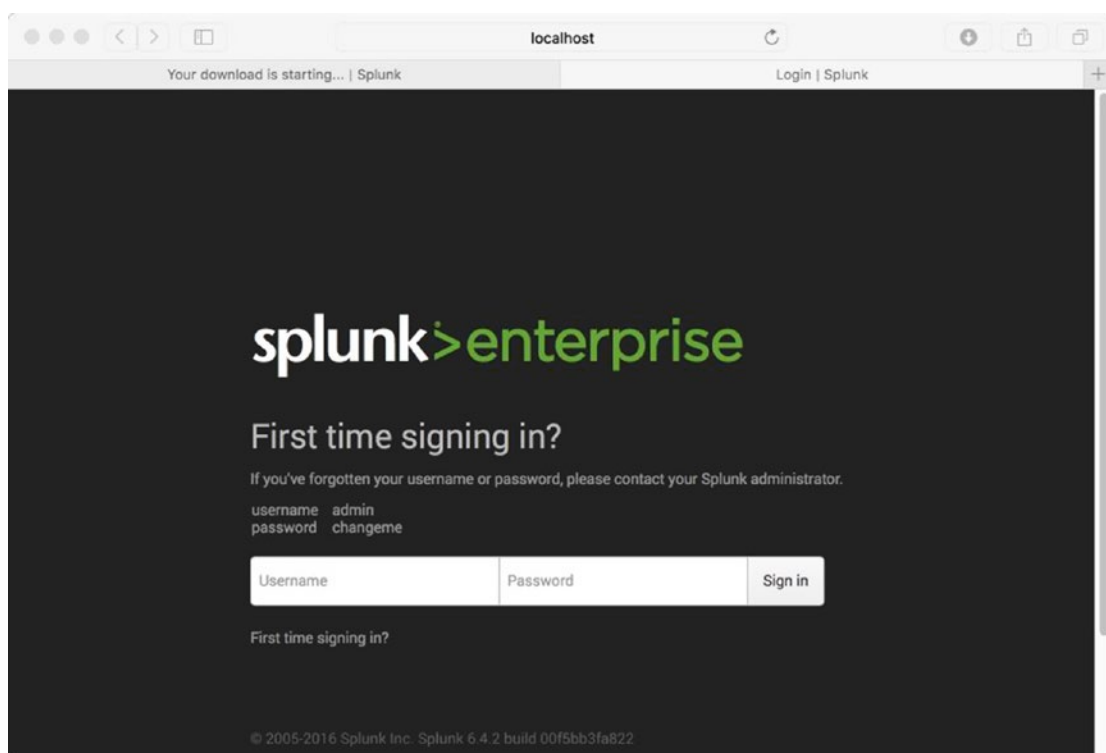 localhost
Your download is starting... | Splunk Login | Splunk
splunk>enterprise
First time signing in?
If you've forgotten your username or password, please contact your Splunk administrator.
username admin
password changeme
Username Password Sign in
First time signing in?
© 2005-2016 Splunk Inc. Splunk 6.4.2 build 00f5bb3fa822